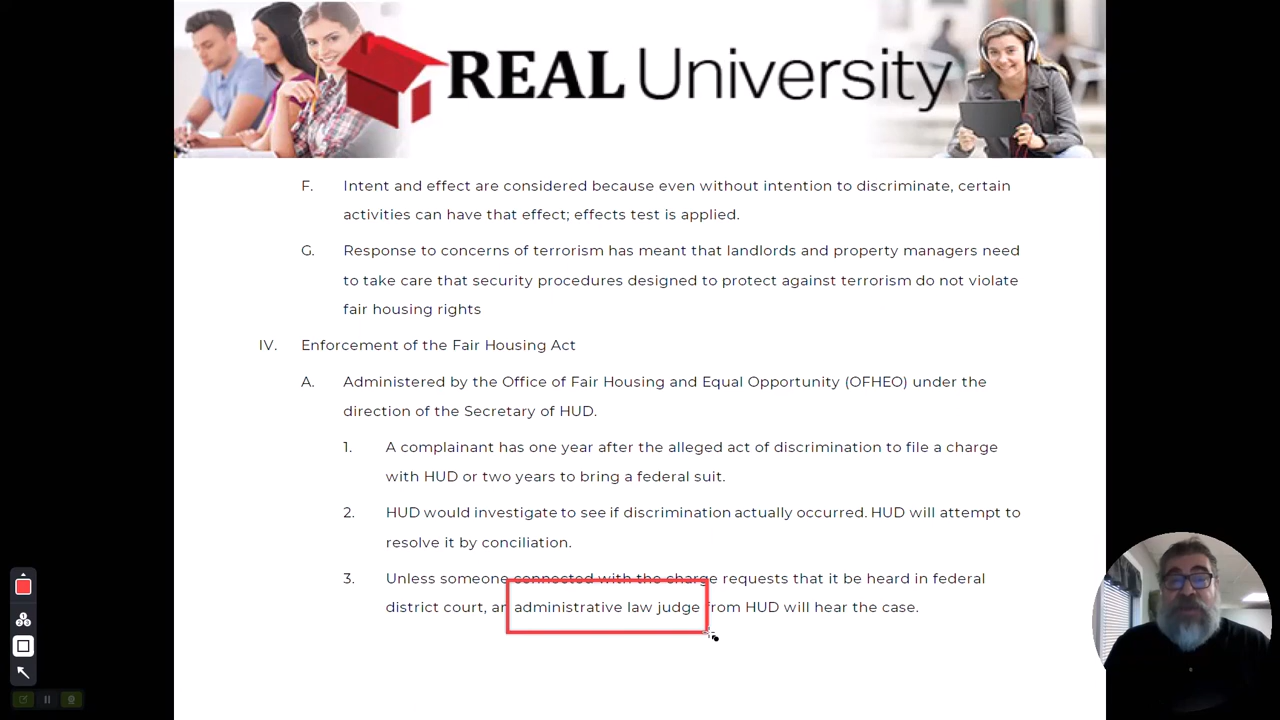 REAL University
F. Intent and effect are considered because even without intention to discriminate, certain
activities can have that effect; effects test is applied.
G. Response to concerns of terrorism has meant that landlords and property managers need
to take care that security procedures designed to protect against terrorism do not violate
fair housing rights
IV. Enforcement of the Fair Housing Act
A. Administered by the Office of Fair Housing and Equal Opportunity (OFHEO) under the
direction of the Secretary of HUD.
1. A complainant has one year after the alleged act of discrimination to file a charge
with HUD or two years to bring a federal suit.
2. HUD would investigate to see if discrimination actually occurred. HUD will attempt to
resolve it by conciliation.
3. Unless someone connected with the charge requests that it be heard in federal
district court, an administrative law judge from HUD will hear the case.